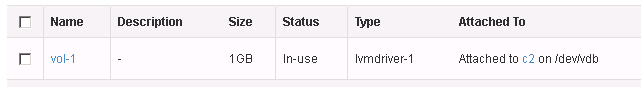 Name Description Size Status Type Attached To
vol-1 - 1GB In-use lvmdriver-1 Attached to c2 on /dev/vdb